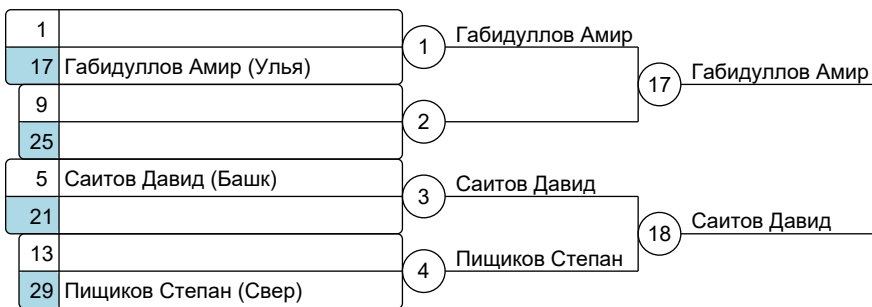 1
17 Габидуллов Амир (Улья)
9
25
5 Саитов Давид (Башк)
21
13
29 Пищиков Степан (Свер)
1 Габидуллов Амир
2
3 Саитов Давид
4 Пищиков Степан
17 Габидуллов Амир
18 Саитов Давид